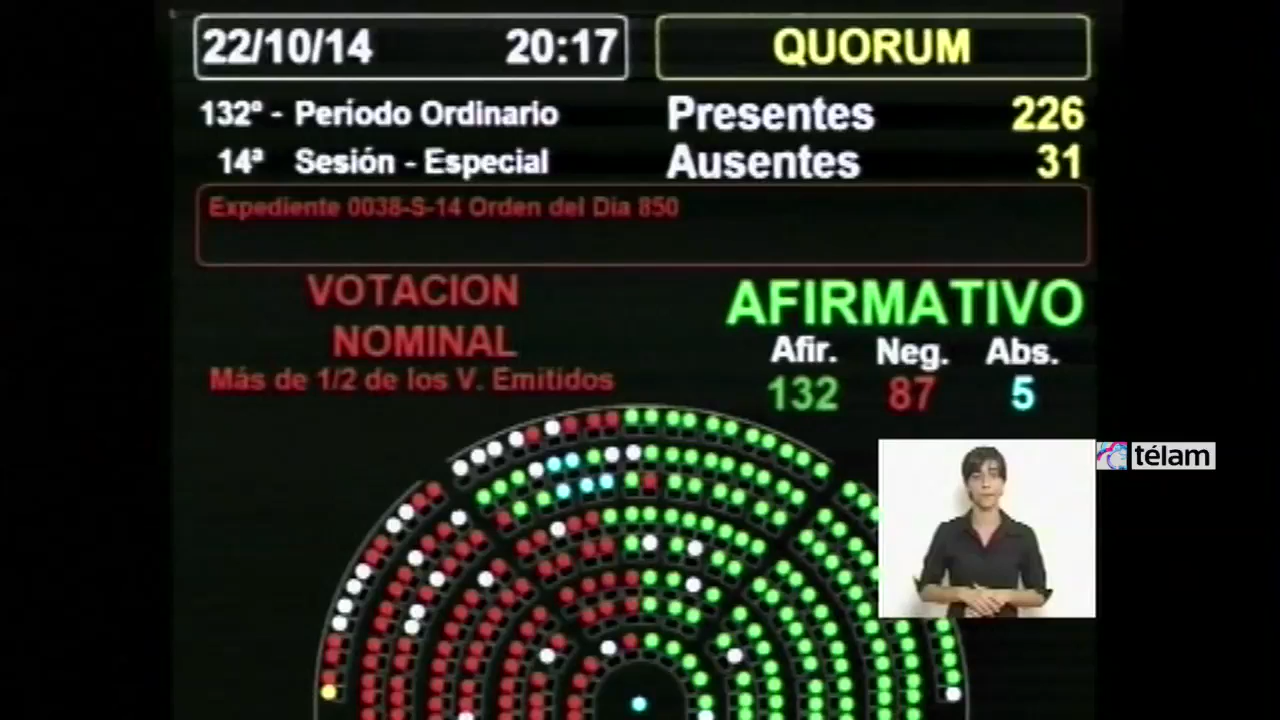 22/10/14 20:17 QUORUM
132º - Período Ordinario Presentes 226
14ª Sesión - Especial Ausentes 31
Expediente 0038-S-14 Orden del Dia 850
VOTACION
NOMINAL
Más de 1/2 de los V. Emitidos
AFIRMATIVO
Afir. Neg. Abs.
132 87 5
télam